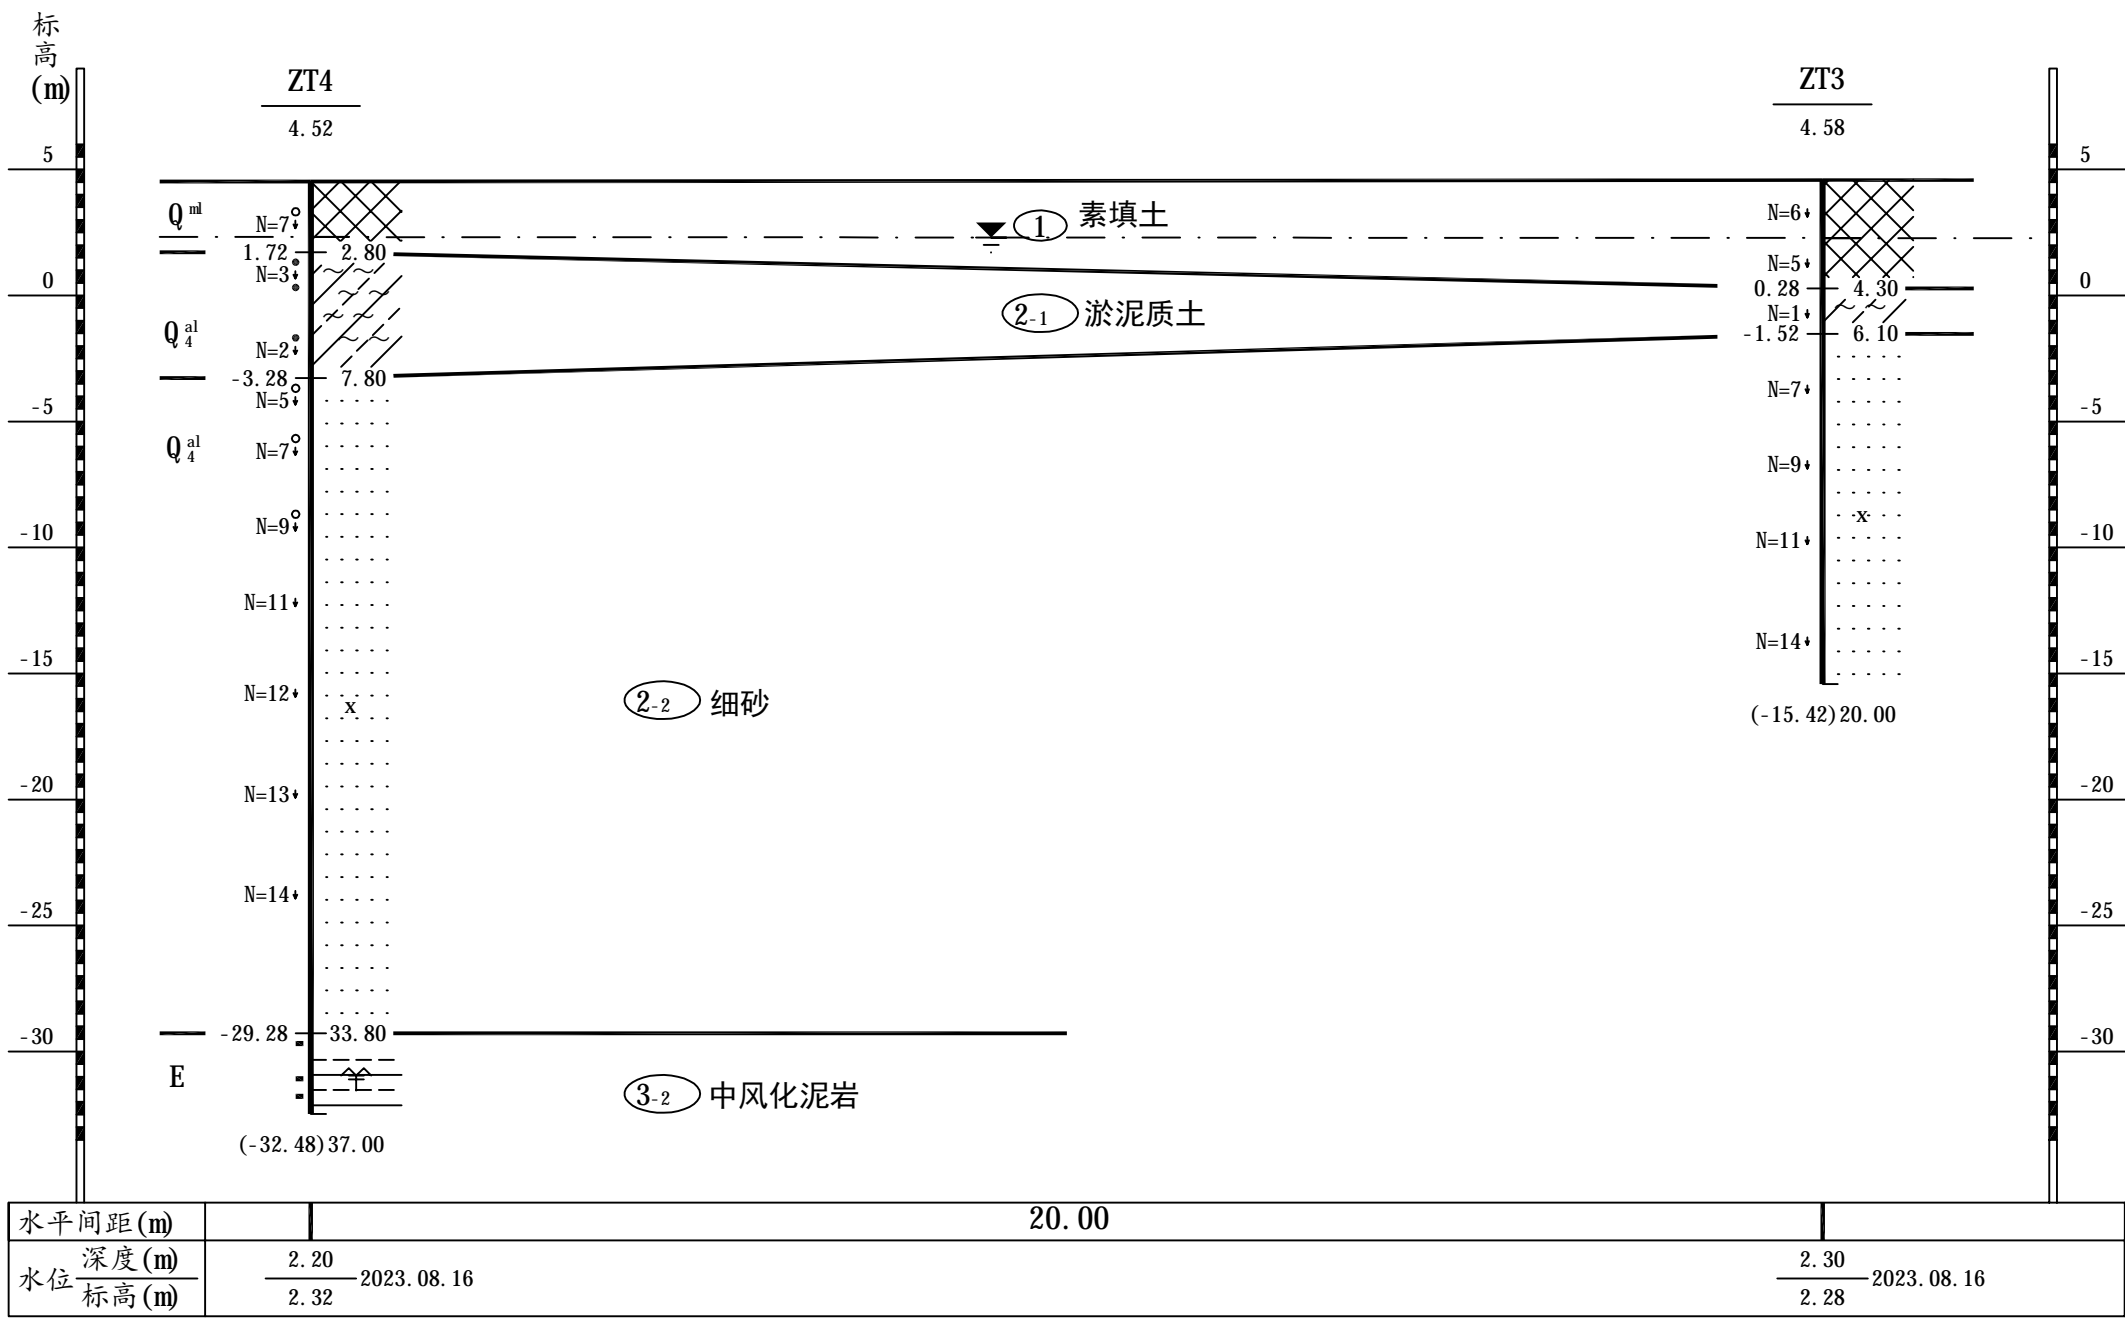 标
高
(m)
ZT4
4.52
ZT3
4.58
5
5
Q ml
N=7
1 素填土
N=6
1.72 2.80
N=3
N=5
0
0
0.28 4.30
2-1 淤泥质土
N=1
Q al 4
N=2
-1.52 6.10
-3.28 7.80
N=5
N=7
-5
-5
Q al 4
N=7
N=9
N=9
-10
-10
N=11
N=11
N=14
-15
-15
N=12
2-2 细砂
x
x
(-15.42)20.00
-20
-20
N=13
N=14
-25
-25
-29.28 33.80
-30
-30
E
3-2 中风化泥岩
(-32.48)37.00
水平间距(m) 20.00
水位 深度(m) 标高(m)
2.20
2.32
2023.08.16
2.30
2.28
2023.08.16